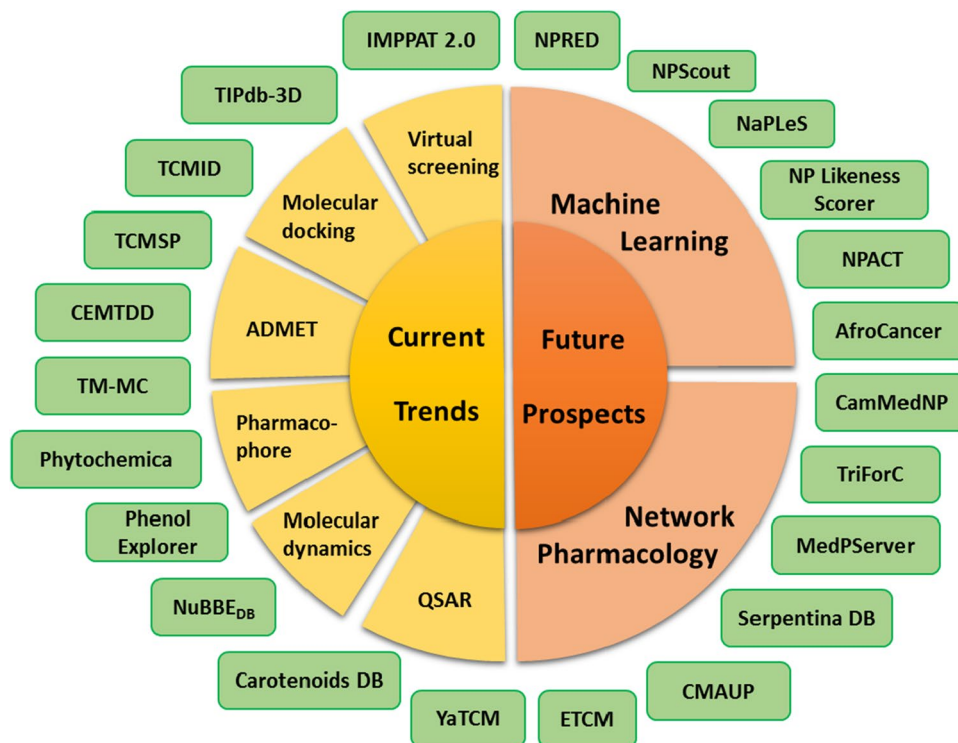 IMPPAT 2.0
NPRED
NPScout
TIPdb-3D
NaPLeS
TCMID
NP Likeness
Scorer
TCMSP
NPACT
CEMTDD
AfroCancer
TM-MC
CamMedNP
Phytochemica
TriForC
Phenol
Explorer
MedPServer
NuBBEDB
Serpentina DB
Carotenoids DB
CMAUP
YaTCM
ETCM
Virtual
screening
Molecular
docking
ADMET
Pharmaco-
phore
Molecular
dynamics
QSAR
Current
Trends
Future
Prospects
Machine
Learning
Network
Pharmacology